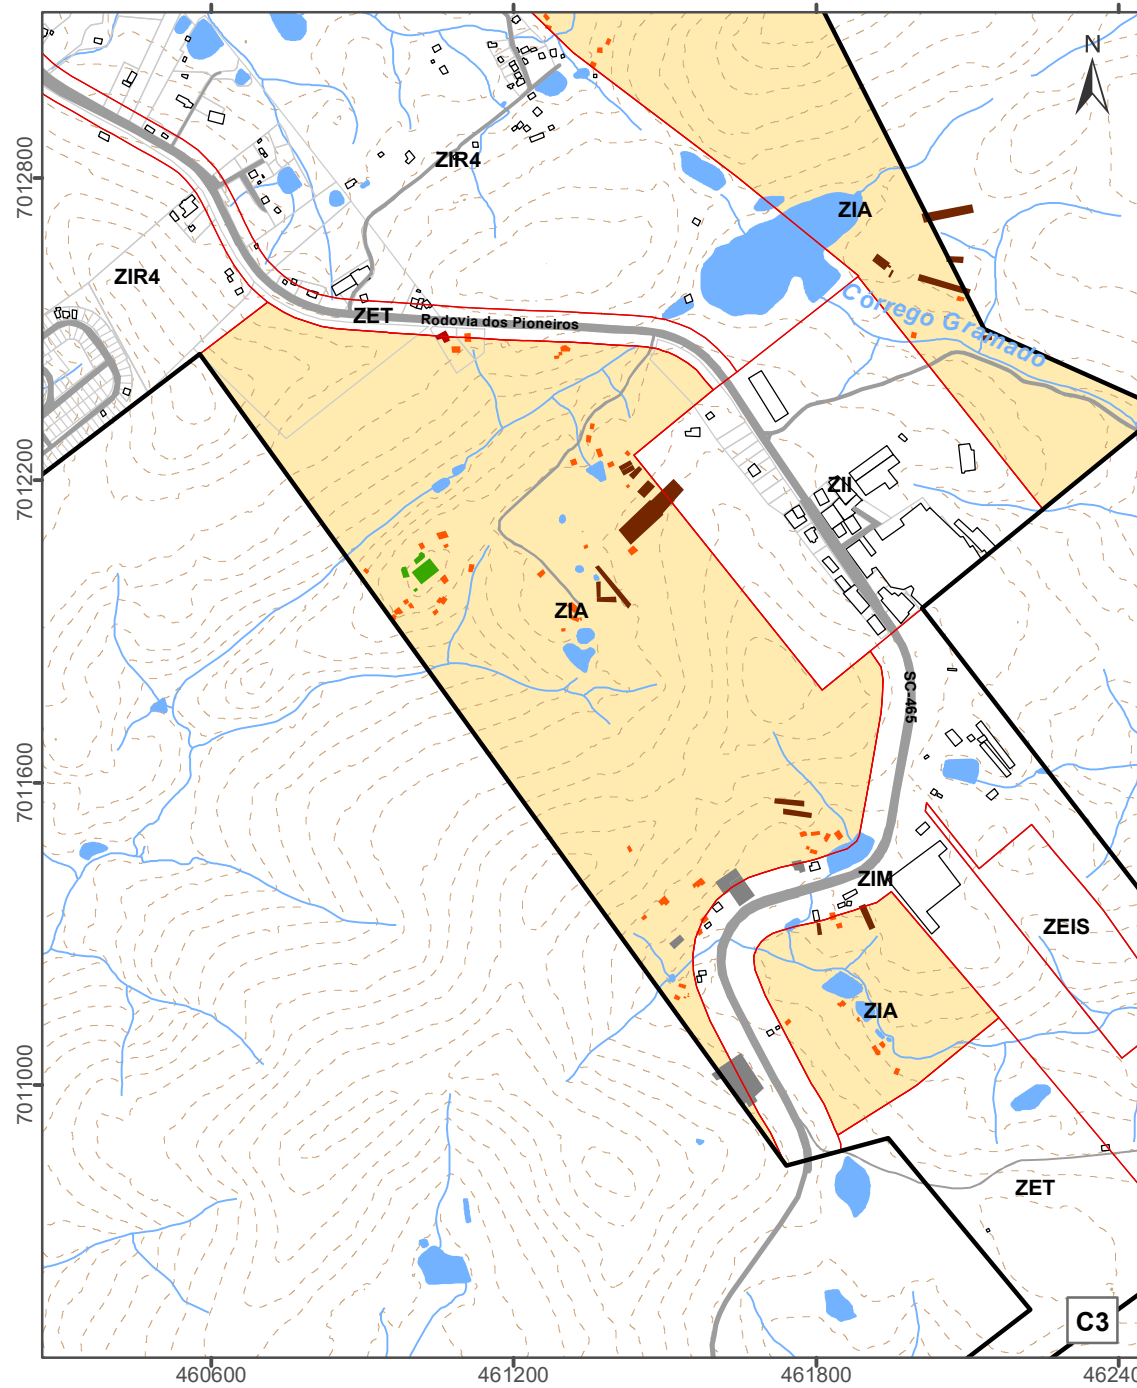 N
7012800
7012200
7011600
7011000
ZIR4
ZIA
ZIR4
Córrego Gramado
ZET
Rodovia dos Pioneiros
ZII
ZIA
SC-465
ZIM
ZEIS
ZIA
ZET
C3
460600
461200
461800
46240